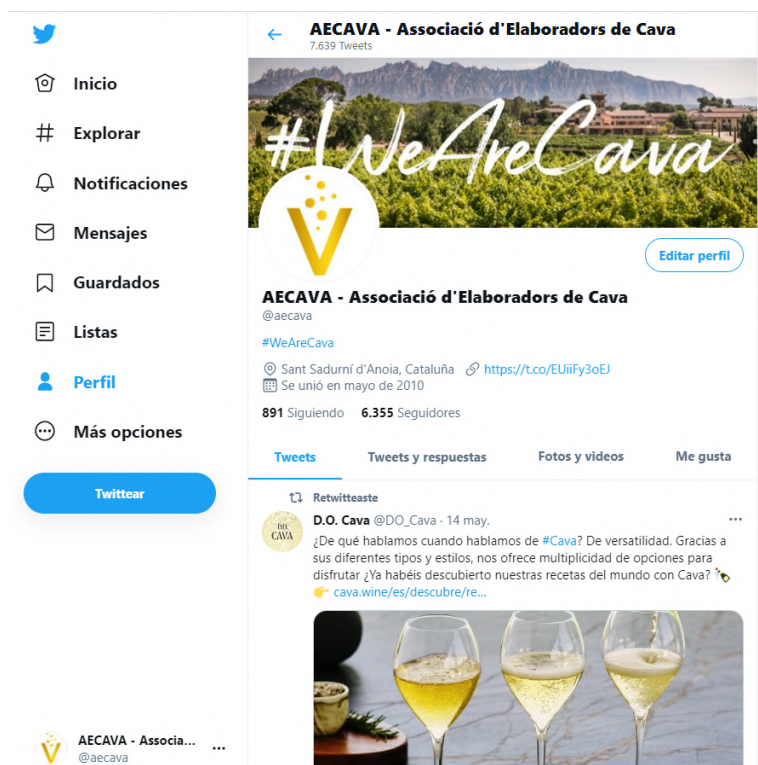 Inicio
Explorar
Notificaciones
Mensajes
Guardados
Listas
Perfil
Más opciones
Twittear
AECAVA - Associa...
@aecava
AECAVA - Associació d'Elaboradors de Cava
7.639 Tweets
#WeAreCava
Editar perfil
AECAVA - Associació d'Elaboradors de Cava
@aecava
#WeAreCava
Sant Sadurní d'Anoia, Cataluña https://t.co/EUiiFy3oEJ
Se unió en mayo de 2010
891 Siguiendo 6.355 Seguidores
Tweets Tweets y respuestas Fotos y videos Me gusta
Retwitteaste
D.O.
CAVA
D.O. Cava @DO_Cava · 14 may.
¿De qué hablamos cuando hablamos de #Cava? De versatilidad. Gracias a
sus diferentes tipos y estilos, nos ofrece multiplicidad de opciones para
disfrutar ¿Ya habéis descubierto nuestras recetas del mundo con Cava? 🍾
👉 cava.wine/es/descubre/re...